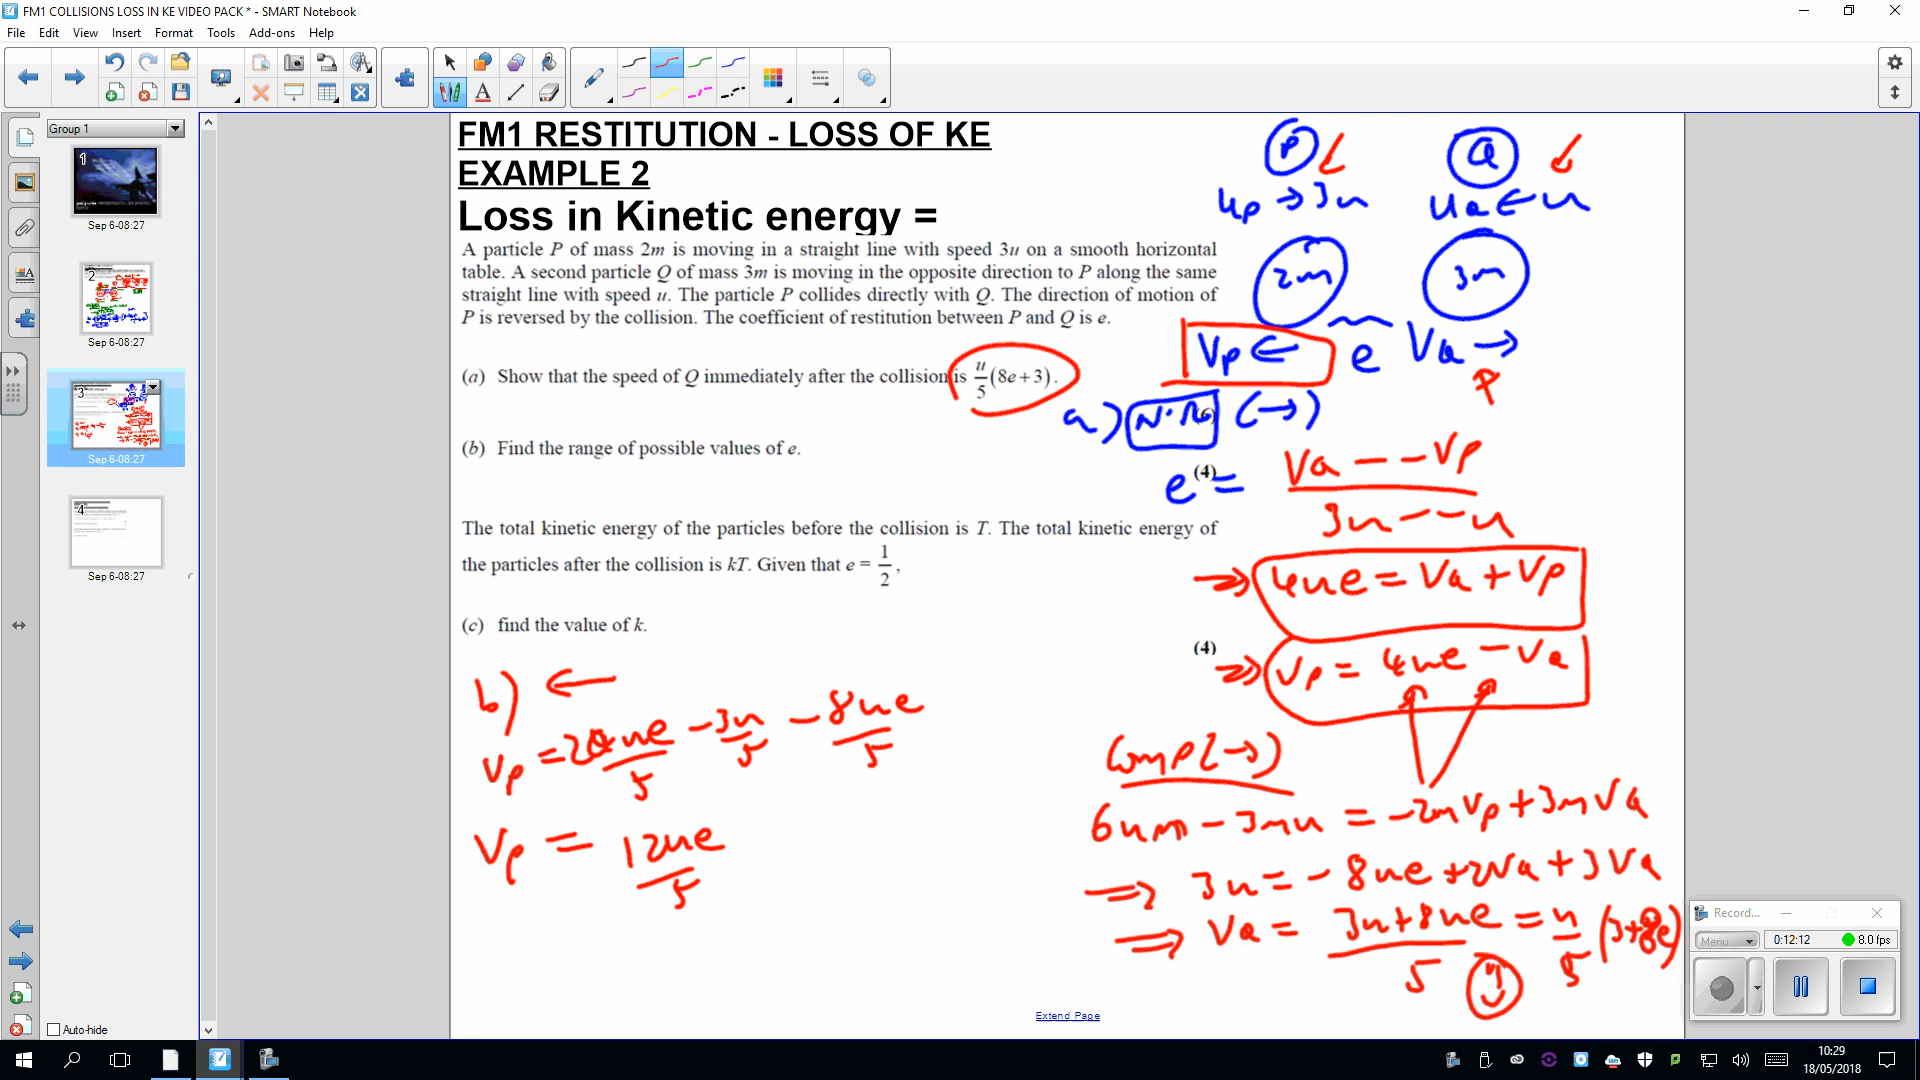 FM1 COLLISIONS LOSS IN KE VIDEO PACK * - SMART Notebook
File Edit View Insert Format Tools Add-ons Help
Group 1
1
Sep 6-08:27
2
Sep 6-08:27
3
Sep 6-08:27
4
Sep 6-08:27
Auto-hide
FM1 RESTITUTION - LOSS OF KE
EXAMPLE 2
Loss in Kinetic energy =
A particle P of mass 2m is moving in a straight line with speed 3u on a smooth horizontal
table. A second particle Q of mass 3m is moving in the opposite direction to P along the same
straight line with speed u. The particle P collides directly with Q. The direction of motion of
P is reversed by the collision. The coefficient of restitution between P and Q is e.
(a) Show that the speed of Q immediately after the collision is u/5 (8e+3).
(6)
(b) Find the range of possible values of e.
(4)
The total kinetic energy of the particles before the collision is T. The total kinetic energy of
the particles after the collision is kT. Given that e = 1/2,
(c) find the value of k.
(4)
P Q
Up → 3u Ua ← u
2m 3m
Vp ← e Va →
a) (→)
e = (Va - - Vp) / (3u - - u)
⇒ 4ue = Va + Vp
⇒ Vp = 4ue - Va
Comp (→)
6um - 3mu = -2mVp + 3mVa
⇒ 3u = -8ue + 2Va + 3Va
⇒ Va = (3u + 8ue) / 5 = u/5 (3+8e)
b) ←
Vp = 20ue/5 - 3u/5 - 8ue/5
Vp = 12ue/5
Extend Page
Record...
Menu 0:12:12 8.0 fps
10:29
18/05/2018